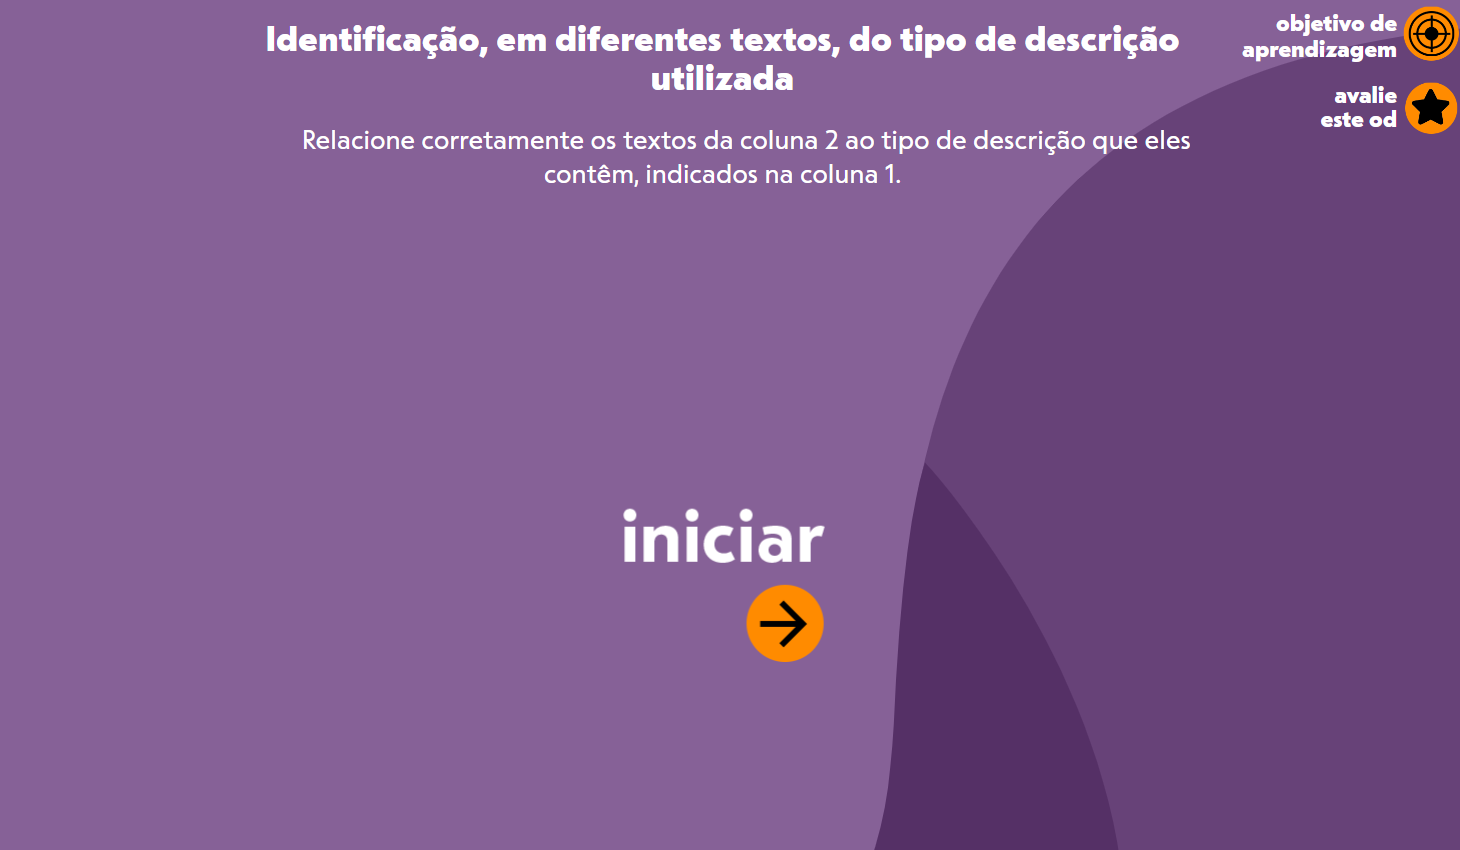 Identificação, em diferentes textos, do tipo de descrição
utilizada
Relacione corretamente os textos da coluna 2 ao tipo de descrição que eles
contêm, indicados na coluna 1.
objetivo de
aprendizagem
avalie
este od
iniciar